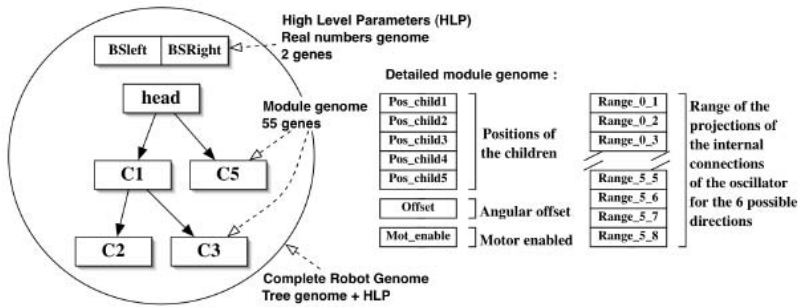 High Level Parameters (HLP)
Real numbers genome
2 genes
BSleft BSRight
head
Module genome
55 genes
C1
C5
C2
C3
Complete Robot Genome
Tree genome + HLP
Detailed module genome :
Pos_child1
Pos_child2
Pos_child3
Pos_child4
Pos_child5
Positions
of the
children
Offset
Angular offset
Mot_enable
Motor enabled
Range_0_1
Range_0_2
Range_0_3
Range_5_5
Range_5_6
Range_5_7
Range_5_8
Range of the
projections of
the internal
connections
of the oscillator
for the 6 possible
directions